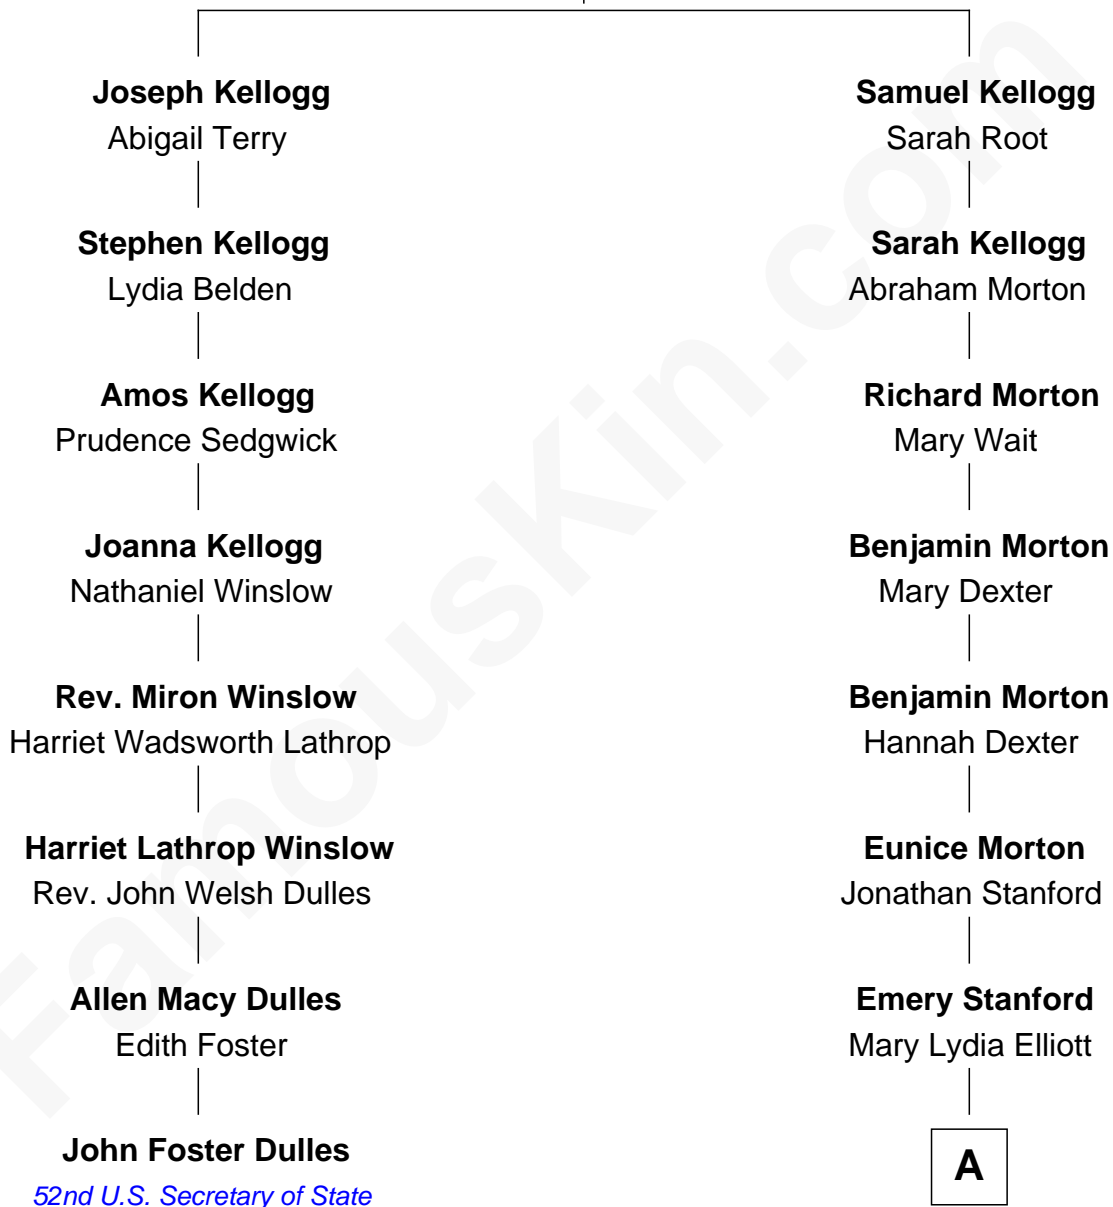 Joseph Kellogg
Abigail Terry
Samuel Kellogg
Sarah Root
Stephen Kellogg
Lydia Belden
Sarah Kellogg
Abraham Morton
Amos Kellogg
Prudence Sedgwick
Richard Morton
Mary Wait
Joanna Kellogg
Nathaniel Winslow
Benjamin Morton
Mary Dexter
Rev. Miron Winslow
Harriet Wadsworth Lathrop
Benjamin Morton
Hannah Dexter
Harriet Lathrop Winslow
Rev. John Welsh Dulles
Eunice Morton
Jonathan Stanford
Allen Macy Dulles
Edith Foster
Emery Stanford
Mary Lydia Elliott
John Foster Dulles
52nd U.S. Secretary of State
A
FamousKin.com